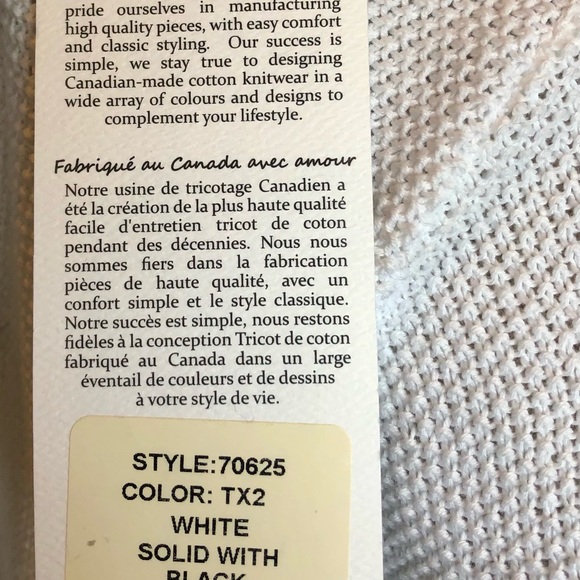 pride ourselves in manufacturing
high quality pieces, with easy comfort
and classic styling. Our success is
simple, we stay true to designing
Canadian-made cotton knitwear in a
wide array of colours and designs to
complement your lifestyle.
Fabriqué au Canada avec amour
Notre usine de tricotage Canadien a
été la création de la plus haute qualité
facile d'entretien tricot de coton
pendant des décennies. Nous nous
sommes fiers dans la fabrication
pièces de haute qualité, avec un
confort simple et le style classique.
Notre succès est simple, nous restons
fidèles à la conception Tricot de coton
fabriqué au Canada dans un large
éventail de couleurs et de dessins
à votre style de vie.
STYLE:70625
COLOR: TX2
WHITE
SOLID WITH
BLACK